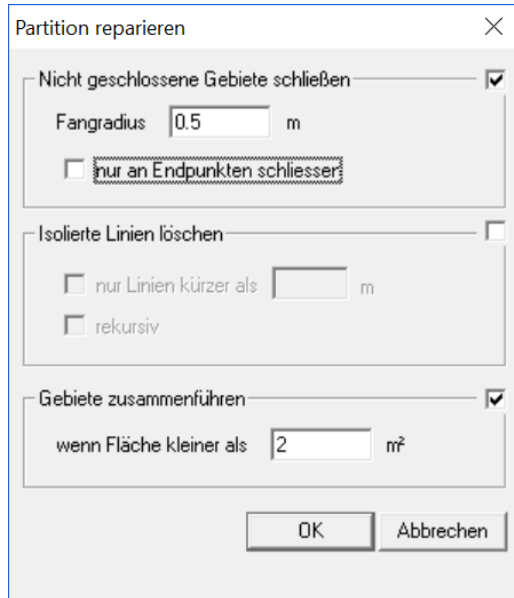 Partition reparieren
Nicht geschlossene Gebiete schließen
Fangradius 0.5 m
nur an Endpunkten schliesser
Isolierte Linien löschen
nur Linien kürzer als m
rekursiv
Gebiete zusammenführen
wenn Fläche kleiner als 2 m²
OK Abbrechen